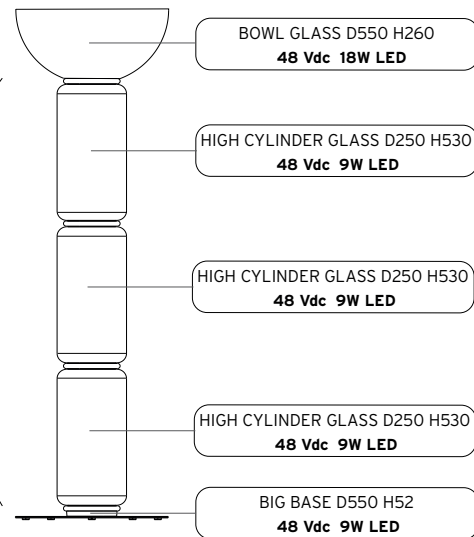 BOWL GLASS D550 H260
48 Vdc 18W LED
HIGH CYLINDER GLASS D250 H530
48 Vdc 9W LED
HIGH CYLINDER GLASS D250 H530
48 Vdc 9W LED
HIGH CYLINDER GLASS D250 H530
48 Vdc 9W LED
BIG BASE D550 H52
48 Vdc 9W LED